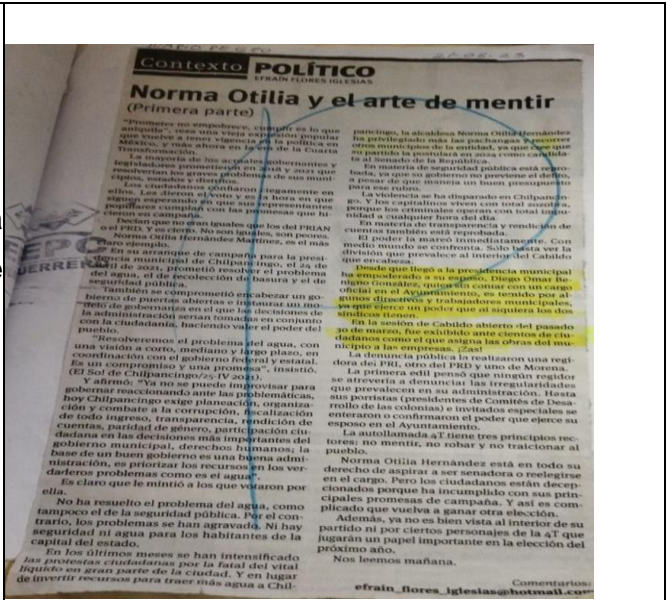 Contexto POLÍTICO
EFRAÍN FLORES IGLESIAS
Norma Otilia y el arte de mentir
(Primera parte)
"Prometer no empobrece, cumplir es lo que
aniquila", reza una vieja expresión popular
que vuelve a tener vigencia en la política en
México, y más ahora en la era de la Cuarta
Transformación.
La mayoría de los actuales gobernantes y
legisladores prometieron en 2018 y 2021 que
resolverían los graves problemas de sus muni-
cipios, estados y distritos.
Los ciudadanos confiaron ciegamente en
ellos. Les dieron el voto y es la hora en que
siguen esperando en que sus representantes
populares cumplan con las promesas que hi-
cieron en campaña.
Decían que no eran iguales que los del PRIAN
o el PRD. Y es cierto. No son iguales, son peores.
Norma Otilia Hernández Martínez, es el más
claro ejemplo.
En su arranque de campaña para la presi-
dencia municipal de Chilpancingo, el 24 de
abril de 2021, prometió resolver el problema
del agua, el de recolección de basura y el de
seguridad pública.
También se comprometió encabezar un go-
bierno de puertas abiertas e instaurar un mo-
delo de gobernanza en el que las decisiones de
la administración serían tomadas en conjunto
con la ciudadanía, haciendo valer el poder del
pueblo.
"Resolveremos el problema del agua, con
una visión a corto, mediano y largo plazo, en
coordinación con el gobierno federal y estatal.
Es un compromiso y una promesa", insistió.
(El Sol de Chilpancingo/25-IV 2021).
Y afirmó: "Ya no se puede improvisar para
gobernar reaccionando ante las problemáticas,
hoy Chilpancingo exige planeación, organiza-
ción y combate a la corrupción, fiscalización
de todo ingreso, transparencia, rendición de
cuentas, paridad de género, participación ciu-
dadana en las decisiones más importantes del
gobierno municipal, derechos humanos; la
base de un buen gobierno es una buena admi-
nistración, es priorizar los recursos en los ver-
daderos problemas como es el agua".
Es claro que le mintió a los que votaron por
ella.
No ha resuelto el problema del agua, como
tampoco el de la seguridad pública. Por el con-
trario, los problemas se han agravado. Ni hay
seguridad ni agua para los habitantes de la
capital del estado.
En los últimos meses se han intensificado
las protestas ciudadanas por la fatal del vital
líquido en gran parte de la ciudad. Y en lugar
de invertir recursos para traer más agua a Chil-
pancingo, la alcaldesa Norma Otilia Hernández
ha privilegiado más las pachangas y recorrer
otros municipios de la entidad, ya que cree que
su partido la postulará en 2024 como candida-
ta al Senado de la República.
En materia de seguridad pública está repro-
bada, ya que su gobierno no previene el delito,
a pesar de que maneja un buen presupuesto
para ese rubro.
La violencia se ha disparado en Chilpancin-
go. Y los capitalinos viven con total zozobra,
porque los criminales operan con total impu-
nidad a cualquier hora del día.
En materia de transparencia y rendición de
cuentas también está reprobada.
El poder la mareó inmediatamente. Con
medio mundo se confronta. Sólo basta ver la
división que prevalece al interior del Cabildo
que encabeza.
Desde que llegó a la presidencia municipal
ha empoderado a su esposo, Diego Omar Be-
nigno González, quien sin contar con un cargo
oficial en el Ayuntamiento, es temido por al-
gunos directivos y trabajadores municipales,
ya que ejerce un poder que ni siquiera los dos
síndicos tienen.
En la sesión de Cabildo abierto del pasado
30 de marzo, fue exhibido ante cientos de ciu-
dadanos como el que asigna las obras del mu-
nicipio a las empresas. ¡Zas!
La denuncia pública la realizaron una regi-
dora del PRI, otro del PRD y uno de Morena.
La primera edil pensó que ningún regidor
se atrevería a denunciar las irregularidades
que prevalecen en su administración. Hasta
sus porristas (presidentes de Comités de Desa-
rrollo de las colonias) e invitados especiales se
enteraron o confirmaron el poder que ejerce su
esposo en el Ayuntamiento.
La autollamada 4T tiene tres principios rec-
tores: no mentir, no robar y no traicionar al
pueblo.
Norma Otilia Hernández está en todo su
derecho de aspirar a ser senadora o reelegirse
en el cargo. Pero los ciudadanos están decep-
cionados porque ha incumplido con sus prin-
cipales promesas de campaña. Y así es com-
plicado que vuelva a ganar otra elección.
Además, ya no es bien vista al interior de su
partido ni por ciertos personajes de la 4T que
jugarán un papel importante en la elección del
próximo año.
Nos leemos mañana.
Comentarios:
efrain_flores_iglesias@hotmail.com